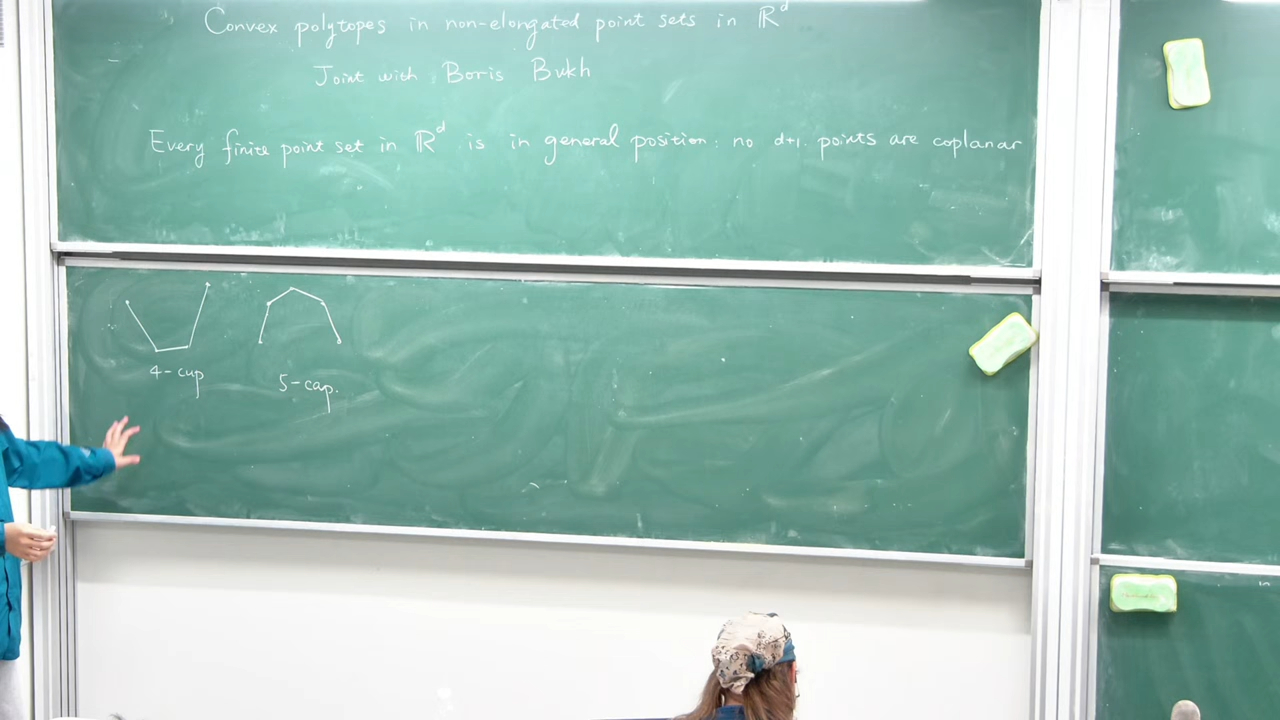 Convex polytopes in non-elongated point sets in ℝ^d
Joint with Boris Bukh
Every finite point set in ℝ^d is in general position: no d+1 points are coplanar
4-cup
5-cap.